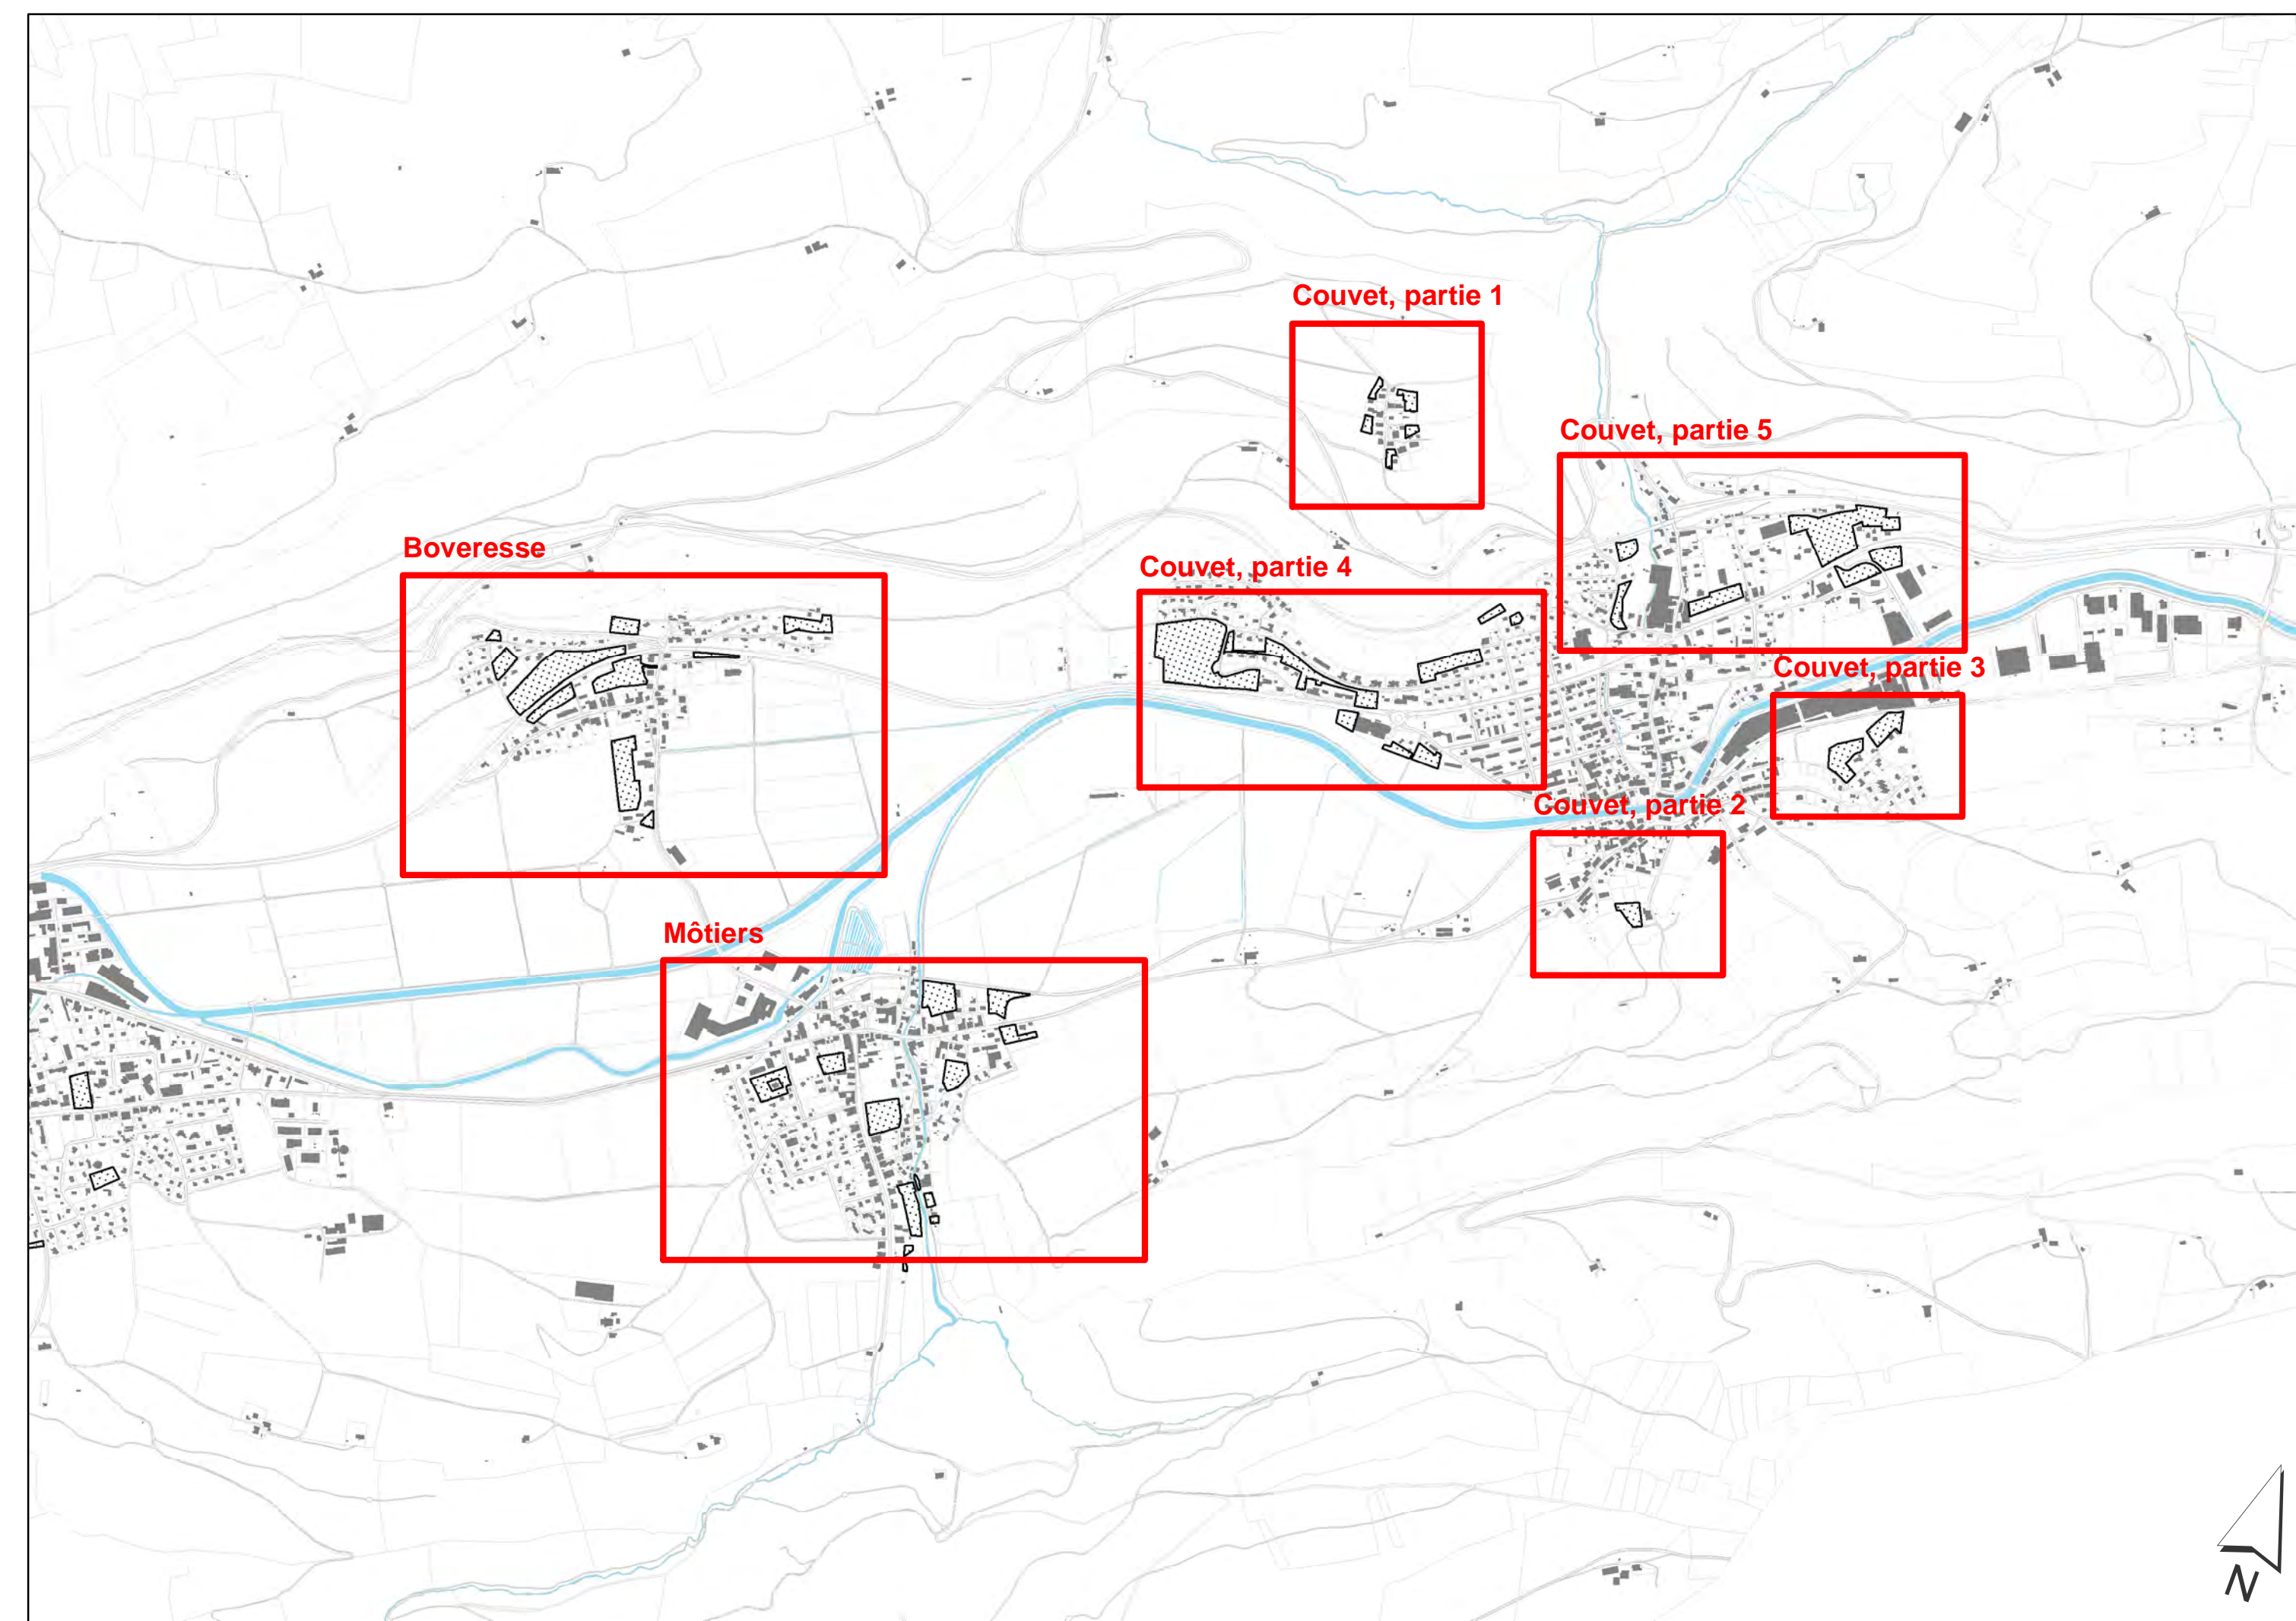 Couvet, partie 1
Couvet, partie 5
Boveresse
Couvet, partie 4
Couvet, partie 3
Couvet, partie 2
Môtiers
N